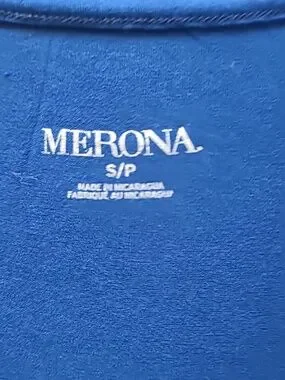 MERONA.
S/P
MADE IN NICARAGUA
FABRIQUÉ AU NICARAGUA